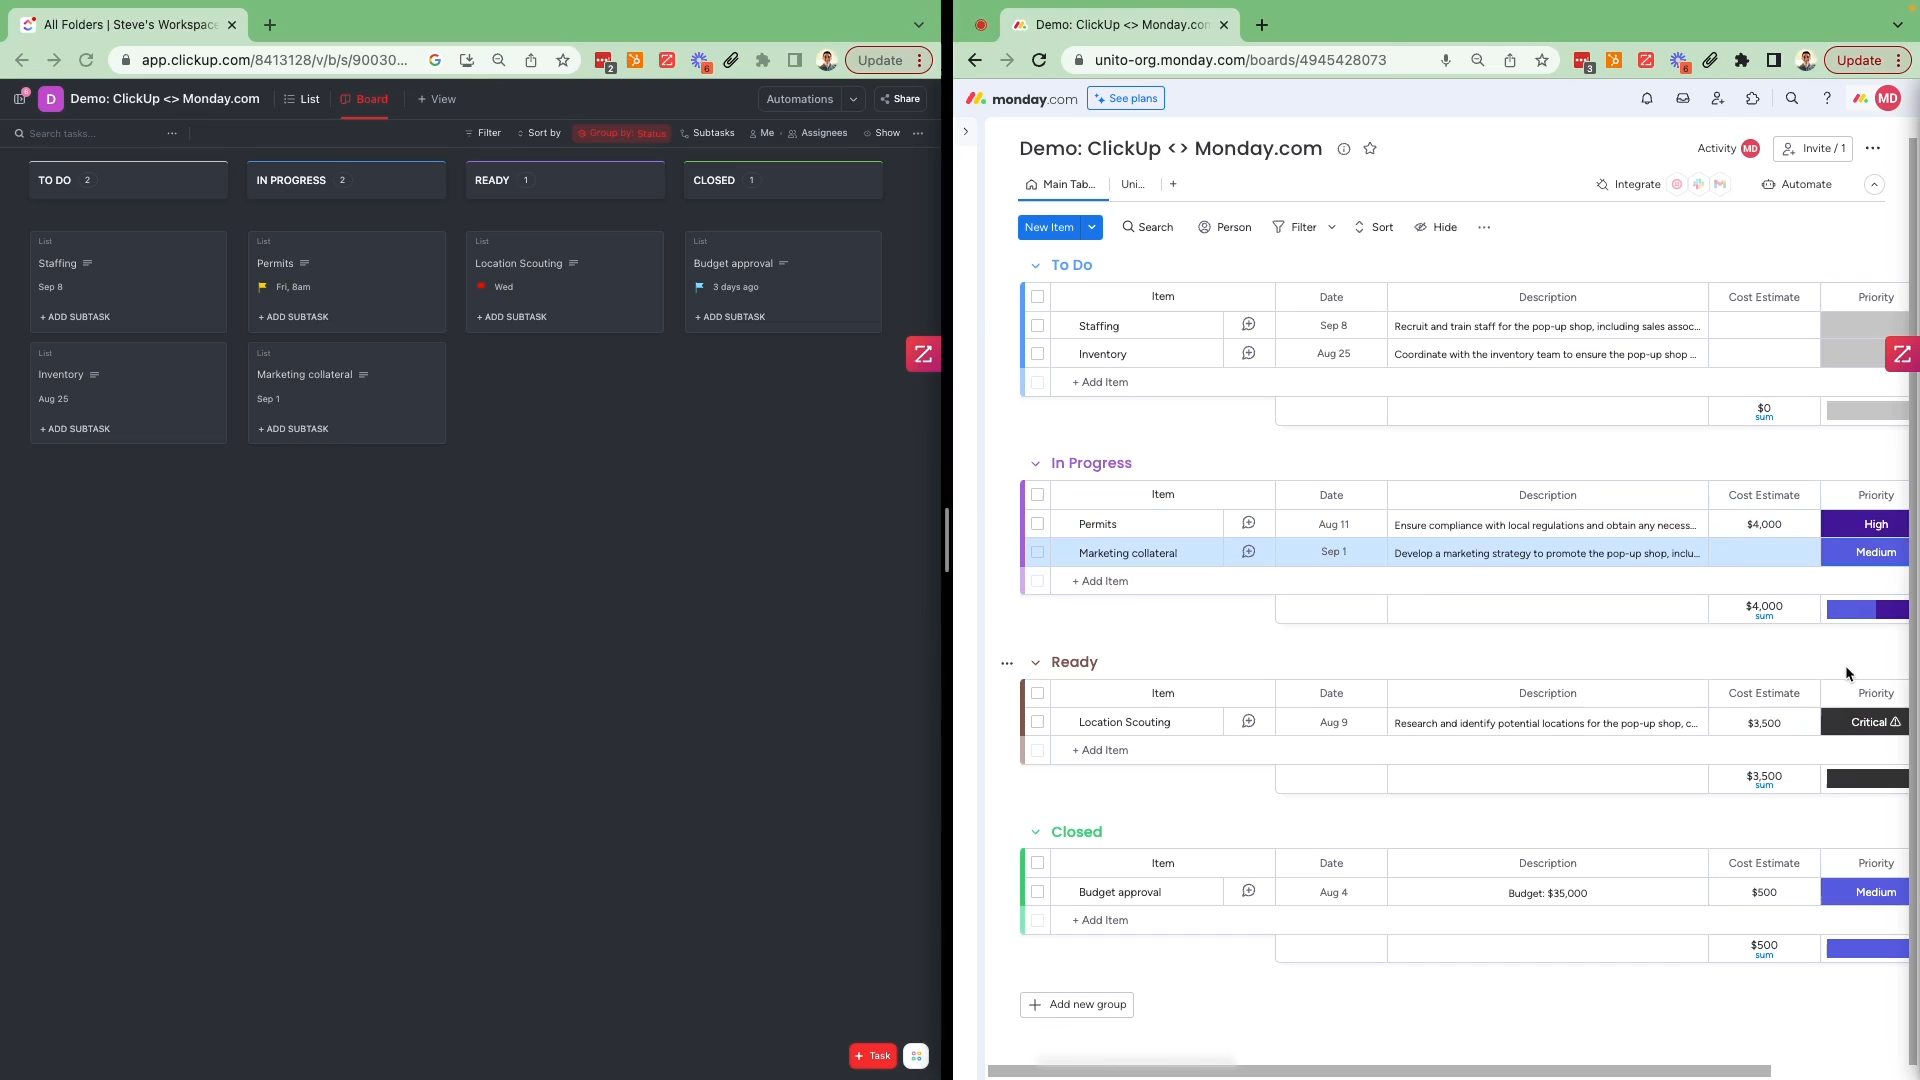 All Folders | Steve's Workspace
app.clickup.com/8413128/v/b/s/90030...
2
6
Update
D
Demo: ClickUp <> Monday.com
List
Board
+ View
Automations
Share
Search tasks...
Filter
Sort by
Group by: Status
Subtasks
Me
Assignees
Show
TO DO 2
IN PROGRESS 2
READY 1
CLOSED 1
List
Staffing
Sep 8
+ ADD SUBTASK
List
Inventory
Aug 25
+ ADD SUBTASK
List
Permits
Fri, 8am
+ ADD SUBTASK
List
Marketing collateral
Sep 1
+ ADD SUBTASK
List
Location Scouting
Wed
+ ADD SUBTASK
List
Budget approval
3 days ago
+ ADD SUBTASK
+ Task
Demo: ClickUp <> Monday.com
unito-org.monday.com/boards/4945428073
3
6
Update
monday.com
See plans
MD
Demo: ClickUp <> Monday.com
Activity MD
Invite / 1
Main Tab...
Uni...
+
Integrate
Automate
New Item
Search
Person
Filter
Sort
Hide
To Do
Item Date Description Cost Estimate Priority
Staffing Sep 8 Recruit and train staff for the pop-up shop, including sales assoc...
Inventory Aug 25 Coordinate with the inventory team to ensure the pop-up shop ...
+ Add Item
$0
sum
In Progress
Item Date Description Cost Estimate Priority
Permits Aug 11 Ensure compliance with local regulations and obtain any necess... $4,000 High
Marketing collateral Sep 1 Develop a marketing strategy to promote the pop-up shop, inclu... Medium
+ Add Item
$4,000
sum
Ready
Item Date Description Cost Estimate Priority
Location Scouting Aug 9 Research and identify potential locations for the pop-up shop, c... $3,500 Critical ⚠
+ Add Item
$3,500
sum
Closed
Item Date Description Cost Estimate Priority
Budget approval Aug 4 Budget: $35,000 $500 Medium
+ Add Item
$500
sum
+ Add new group